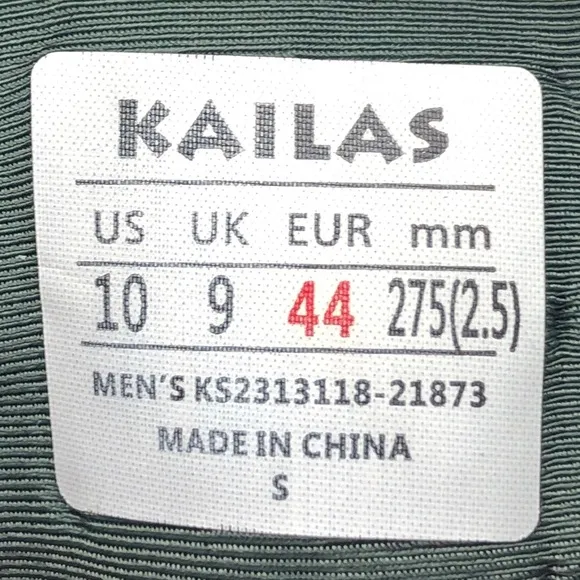 KAILAS
US UK EUR mm
10 9 44 275(2.5)
MEN'S KS2313118-21873
MADE IN CHINA
S